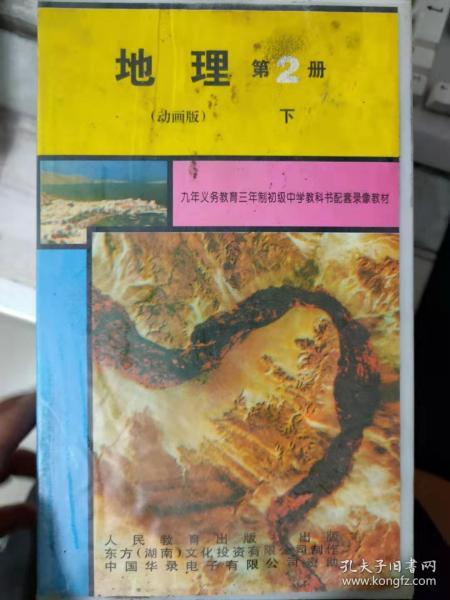 地 理 第2册
(动画版) 下
九年义务教育三年制初级中学教科书配套录像教材
人民教育出版 出版
东方(湖南)文化投资有限公司制作
中国华录电子有限公司 助
孔夫子旧书网
www.kongfz.com